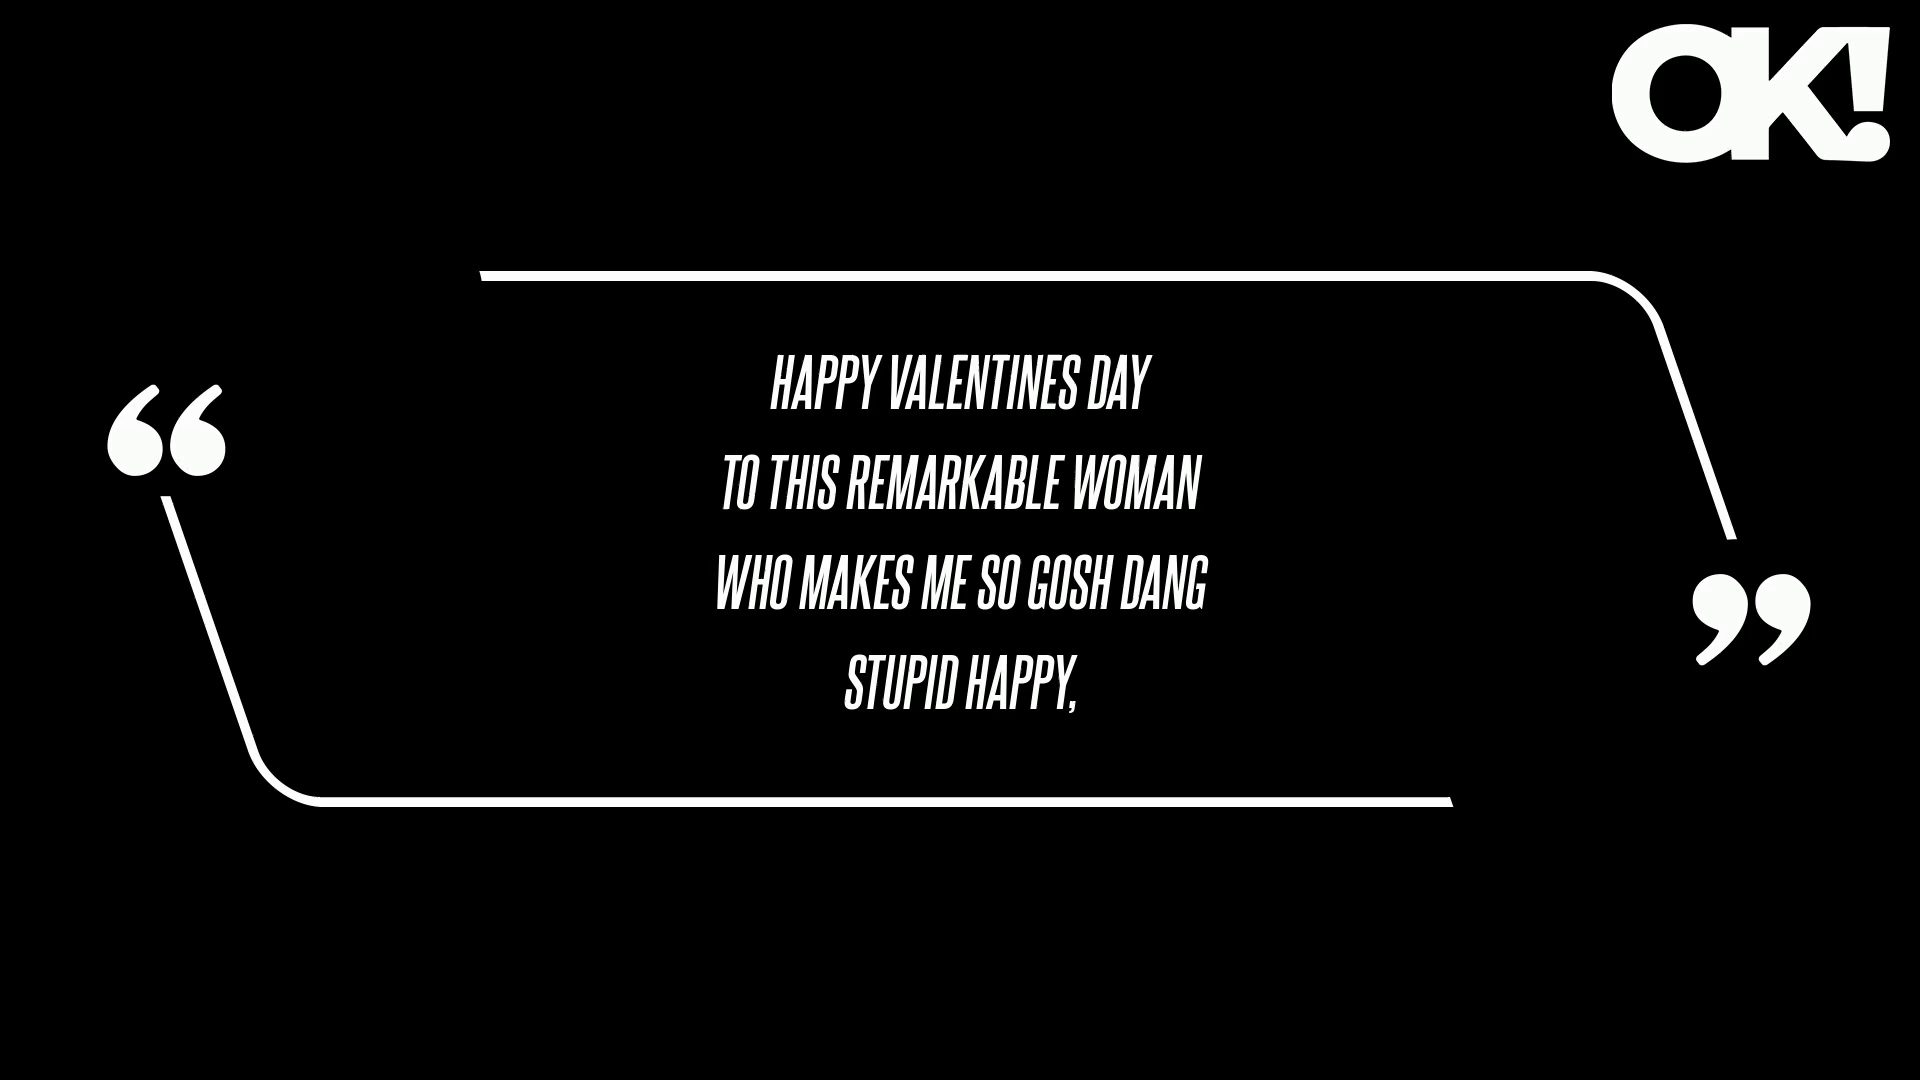 OK!
“
HAPPY VALENTINES DAY
TO THIS REMARKABLE WOMAN
WHO MAKES ME SO GOSH DANG
STUPID HAPPY,
”